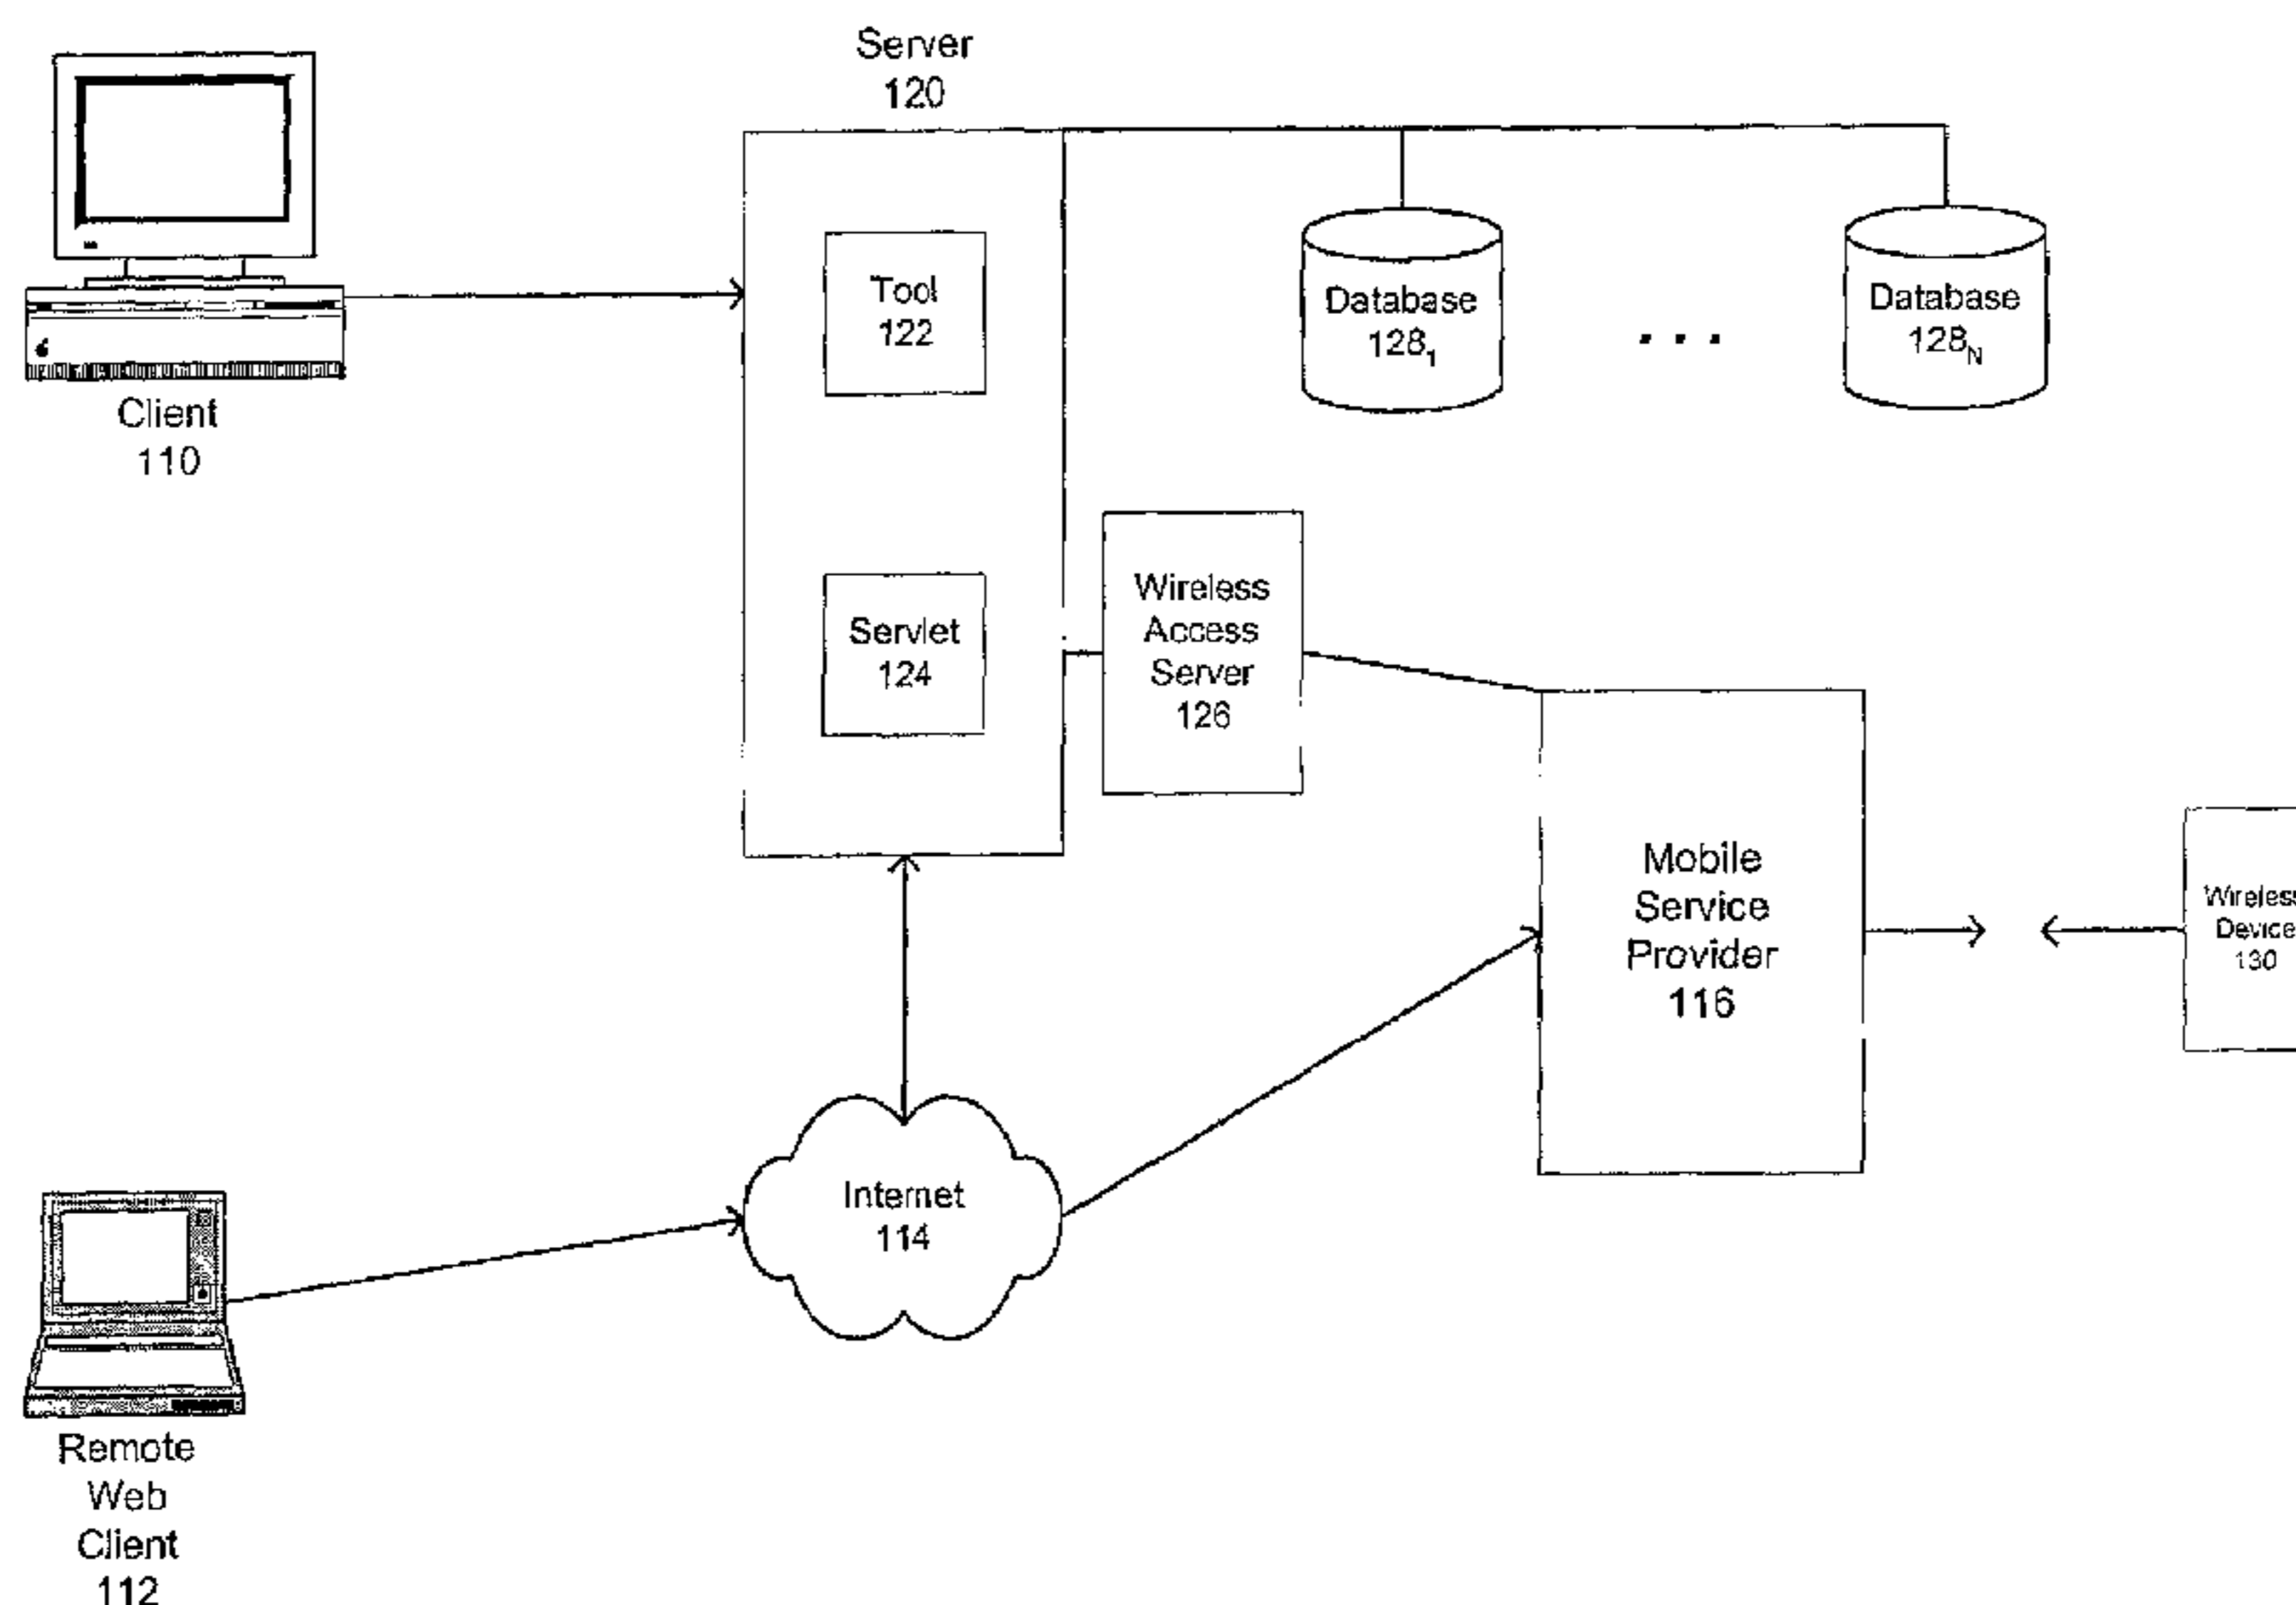 Server
120
Tool
122
Database
128₁
. . .
Database
128N
Client
110
Servlet
124
Wireless
Access
Server
126
Mobile
Service
Provider
116
Wireless
Device
130
Internet
114
Remote
Web
Client
112